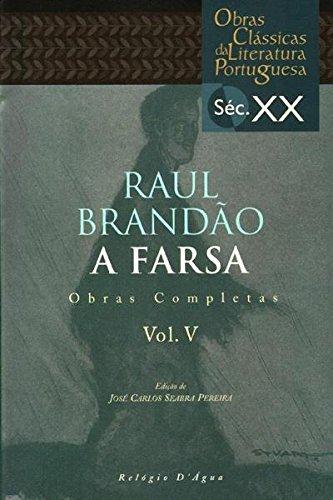 Obras
Clássicas
da Literatura
Portuguesa
Séc. XX
RAUL
BRANDÃO
A FARSA
Obras Completas
Vol. V
Edição de
JOSÉ CARLOS SEABRA PEREIRA
Relógio D'Água